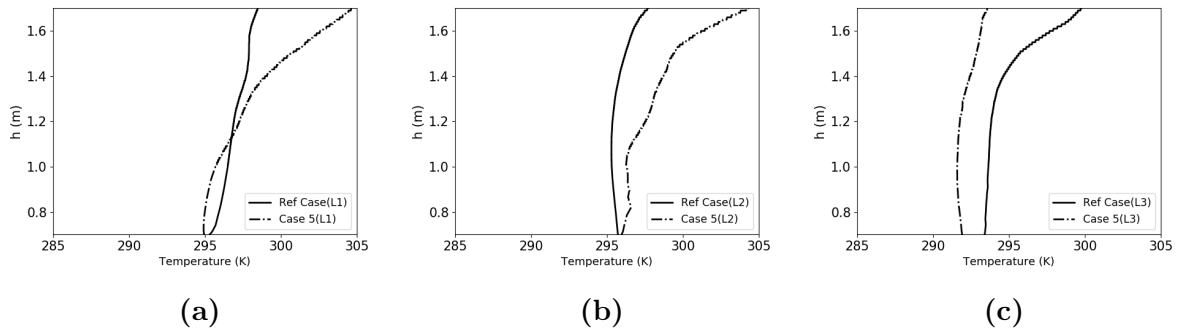 1.6
1.4
1.2
1.0
0.8
h (m)
Ref Case(L1)
Case 5(L1)
285 290 295 300 305
Temperature (K)
(a)
1.6
1.4
1.2
1.0
0.8
h (m)
Ref Case(L2)
Case 5(L2)
285 290 295 300 305
Temperature (K)
(b)
1.6
1.4
1.2
1.0
0.8
h (m)
Ref Case(L3)
Case 5(L3)
285 290 295 300 305
Temperature (K)
(c)